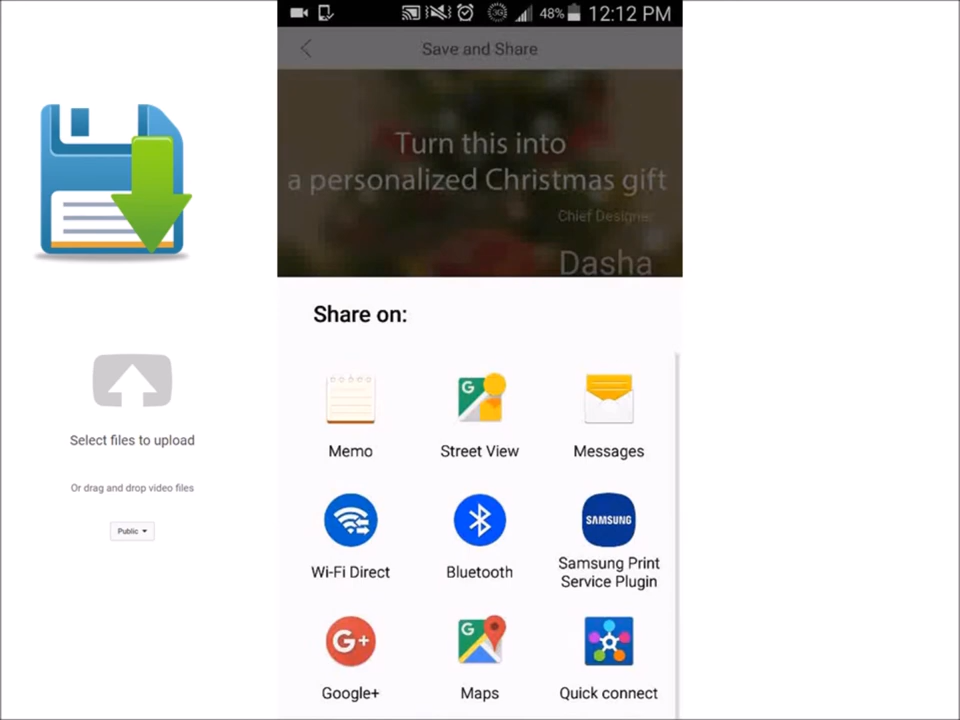 3G
48%
12:12 PM
Save and Share
Turn this into
a personalized Christmas gift
Chief Designer
Dasha
Share on:
G
Memo
Street View
Messages
SAMSUNG
Wi-Fi Direct
Bluetooth
Samsung Print
Service Plugin
G+
G
Google+
Maps
Quick connect
Select files to upload
Or drag and drop video files
Public